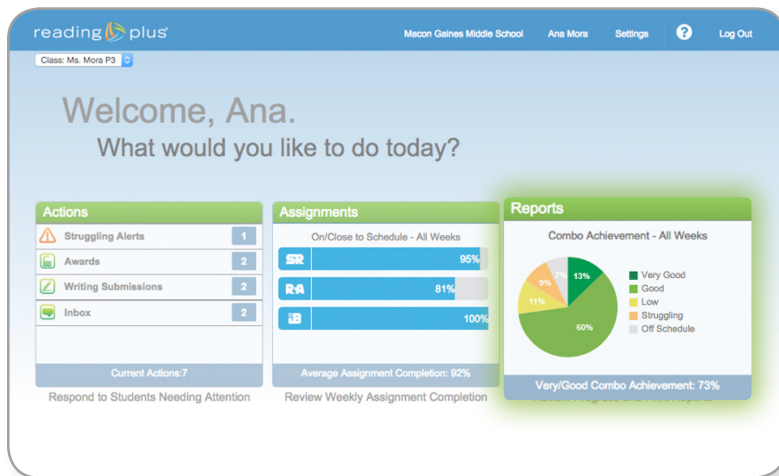 reading plus
Macon Gaines Middle School Ana Mora Settings ? Log Out
Class: Ms. Mora P3
Welcome, Ana.
What would you like to do today?
Actions
Struggling Alerts 1
Awards 2
Writing Submissions 2
Inbox 2
Current Actions:7
Respond to Students Needing Attention
Assignments
On/Close to Schedule - All Weeks
SR 95%
RA 81%
iB 100%
Average Assignment Completion: 92%
Review Weekly Assignment Completion
Reports
Combo Achievement - All Weeks
13%
60%
11%
9%
7%
Very Good
Good
Low
Struggling
Off Schedule
Very/Good Combo Achievement: 73%